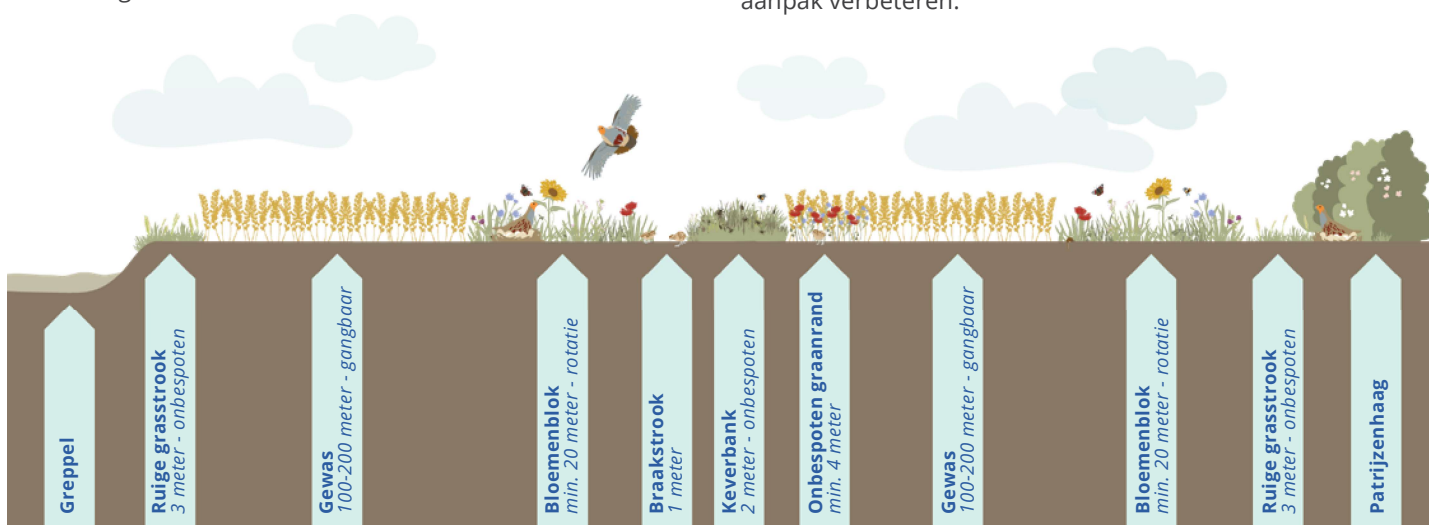 aanpak verbeteren.
Greppel
Ruige grasstrook
3 meter - onbespoten
Gewas
100-200 meter - gangbaar
Bloemenblok
min. 20 meter - rotatie
Braakstrook
1 meter
Keverbank
2 meter - onbespoten
Onbespoten graanrand
min. 4 meter
Gewas
100-200 meter - gangbaar
Bloemenblok
min. 20 meter - rotatie
Ruige grasstrook
3 meter - onbespoten
Patrijzenhaag